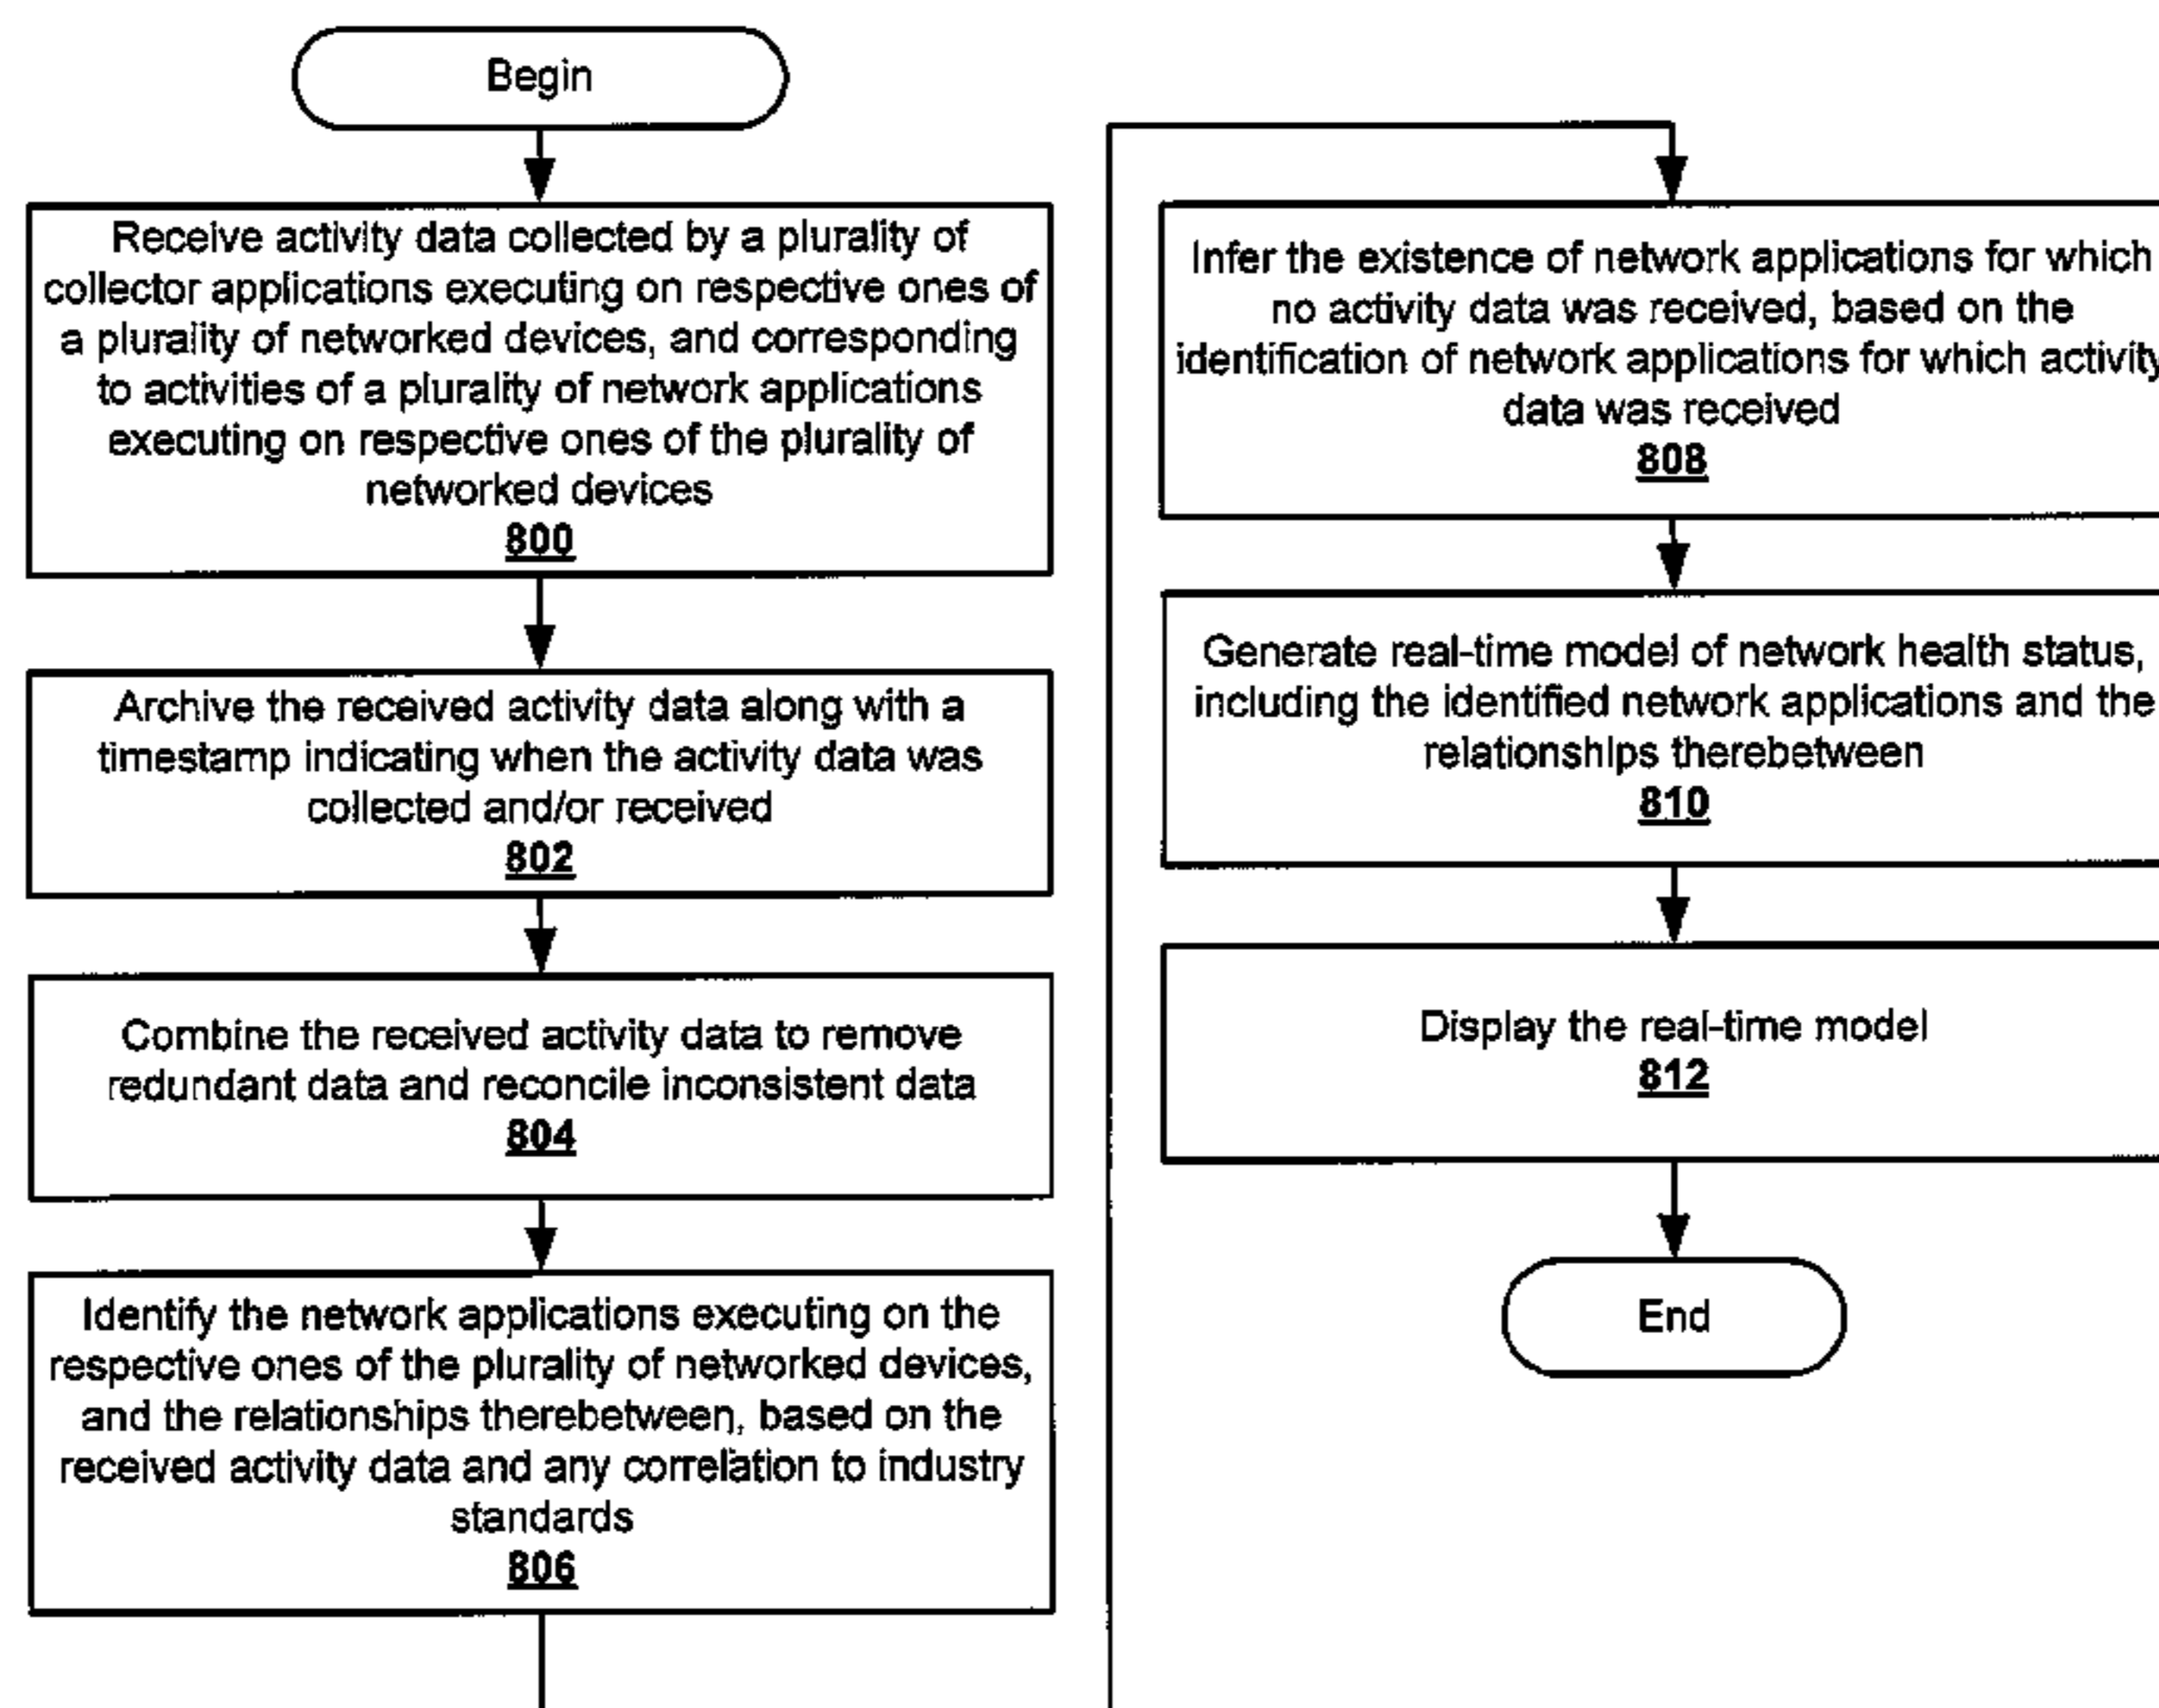 Begin
Receive activity data collected by a plurality of
collector applications executing on respective ones of
a plurality of networked devices, and corresponding
to activities of a plurality of network applications
executing on respective ones of the plurality of
networked devices
800
Archive the received activity data along with a
timestamp indicating when the activity data was
collected and/or received
802
Combine the received activity data to remove
redundant data and reconcile inconsistent data
804
Identify the network applications executing on the
respective ones of the plurality of networked devices,
and the relationships therebetween, based on the
received activity data and any correlation to industry
standards
806
Infer the existence of network applications for which
no activity data was received, based on the
identification of network applications for which activity
data was received
808
Generate real-time model of network health status,
including the identified network applications and the
relationships therebetween
810
Display the real-time model
812
End